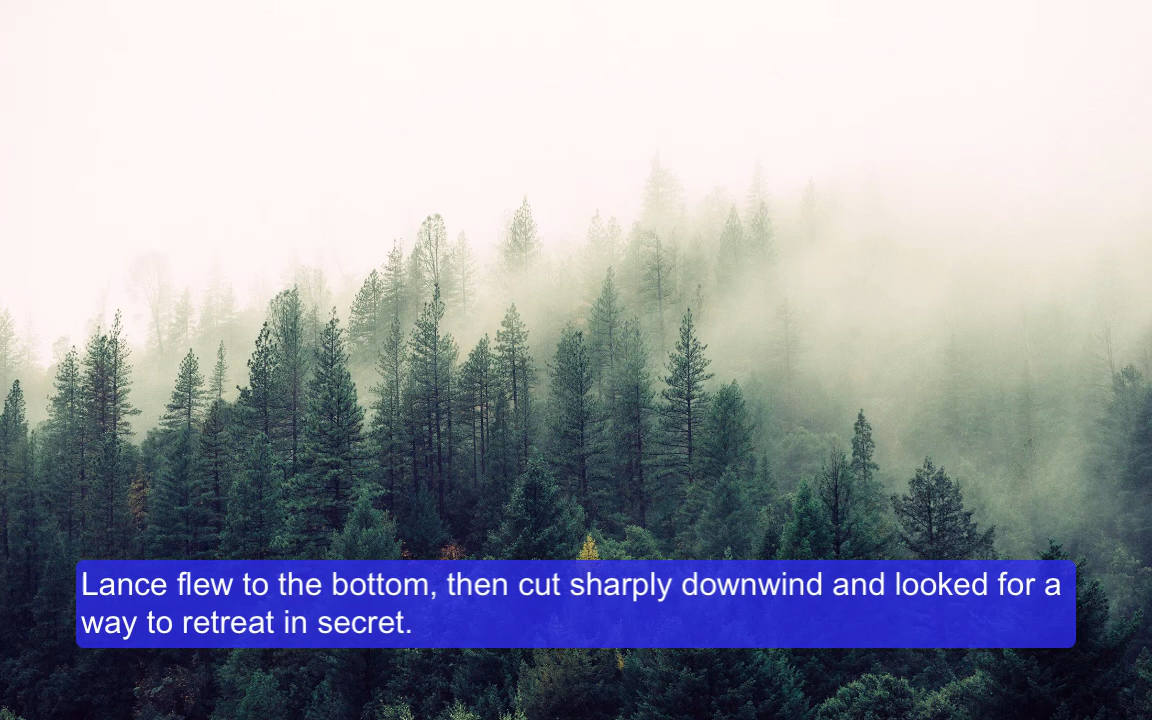 Lance flew to the bottom, then cut sharply downwind and looked for a
way to retreat in secret.